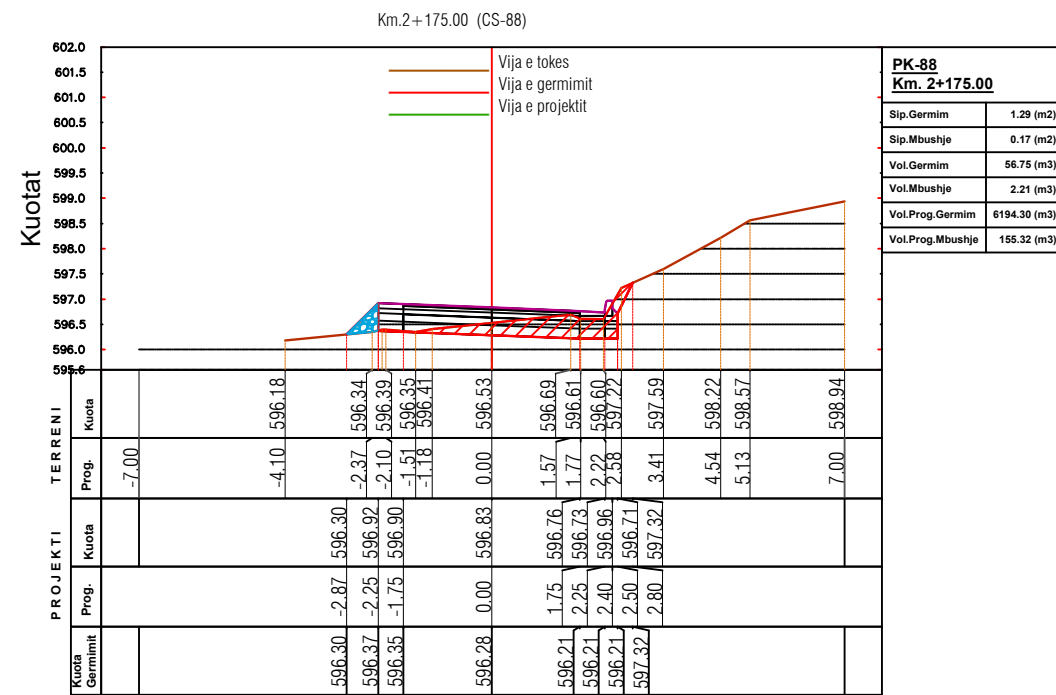 Km.2+175.00 (CS-88)
Vija e tokes
Vija e germimit
Vija e projektit
Kuotat
602.0
601.5
601.0
600.5
600.0
599.5
599.0
598.5
598.0
597.5
597.0
596.5
596.0
595.6
PK-88
Km. 2+175.00
Sip.Germim 1.29 (m2)
Sip.Mbushje 0.17 (m2)
Vol.Germim 56.75 (m3)
Vol.Mbushje 2.21 (m3)
Vol.Prog.Germim 6194.30 (m3)
Vol.Prog.Mbushje 155.32 (m3)
TERRENI
Kuota
596.18 596.34 596.39 596.35 596.41 596.53 596.69 596.61 596.60 597.22 597.59 598.22 598.57 598.94
Prog.
-7.00 -4.10 -2.37 -2.10 -1.51 -1.18 0.00 1.57 1.77 2.22 2.58 3.41 4.54 5.13 7.00
PROJEKTI
Kuota
596.30 596.92 596.90 596.83 596.76 596.73 596.96 596.71 597.32
Prog.
-2.87 -2.25 -1.75 0.00 1.75 2.25 2.40 2.50 2.80
Kuota
Germimit
596.30 596.37 596.35 596.28 596.21 596.21 596.21 597.32